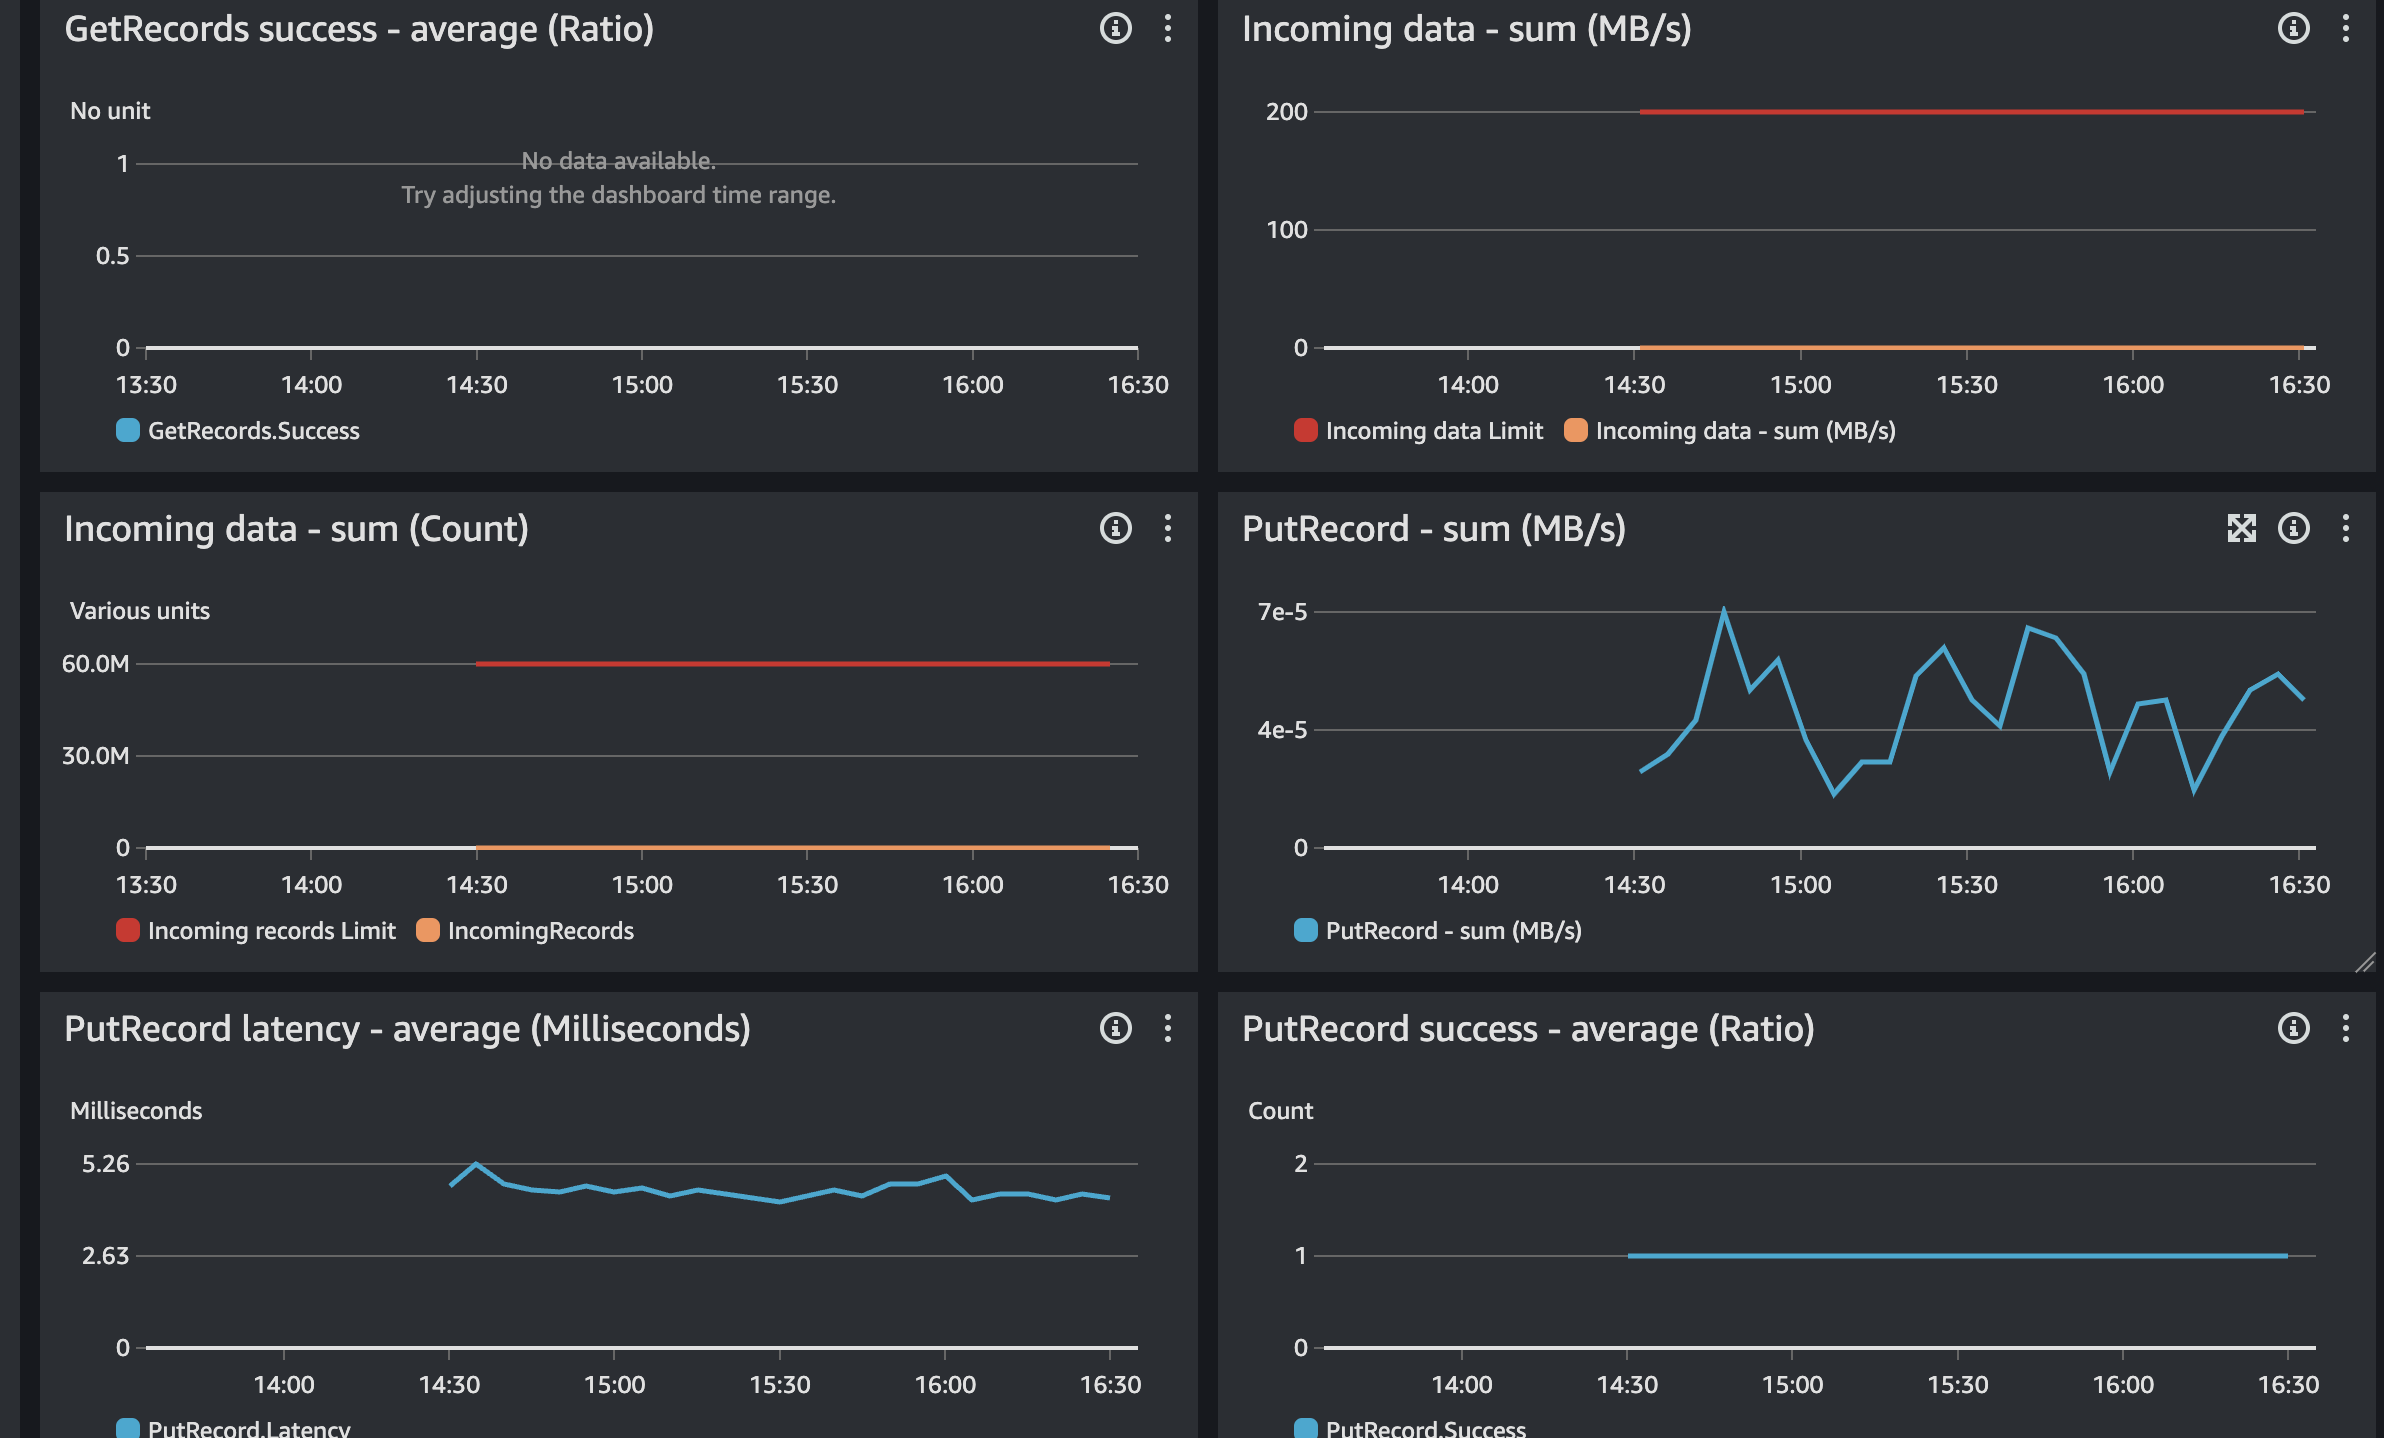 GetRecords success - average (Ratio)
No unit
1
No data available.
Try adjusting the dashboard time range.
0.5
0
13:30 14:00 14:30 15:00 15:30 16:00 16:30
GetRecords.Success
Incoming data - sum (MB/s)
200
100
0
14:00 14:30 15:00 15:30 16:00 16:30
Incoming data Limit Incoming data - sum (MB/s)
Incoming data - sum (Count)
Various units
60.0M
30.0M
0
13:30 14:00 14:30 15:00 15:30 16:00 16:30
Incoming records Limit IncomingRecords
PutRecord - sum (MB/s)
7e-5
4e-5
0
14:00 14:30 15:00 15:30 16:00 16:30
PutRecord - sum (MB/s)
PutRecord latency - average (Milliseconds)
Milliseconds
5.26
2.63
0
14:00 14:30 15:00 15:30 16:00 16:30
PutRecord.Latency
PutRecord success - average (Ratio)
Count
2
1
0
14:00 14:30 15:00 15:30 16:00 16:30
PutRecord.Success